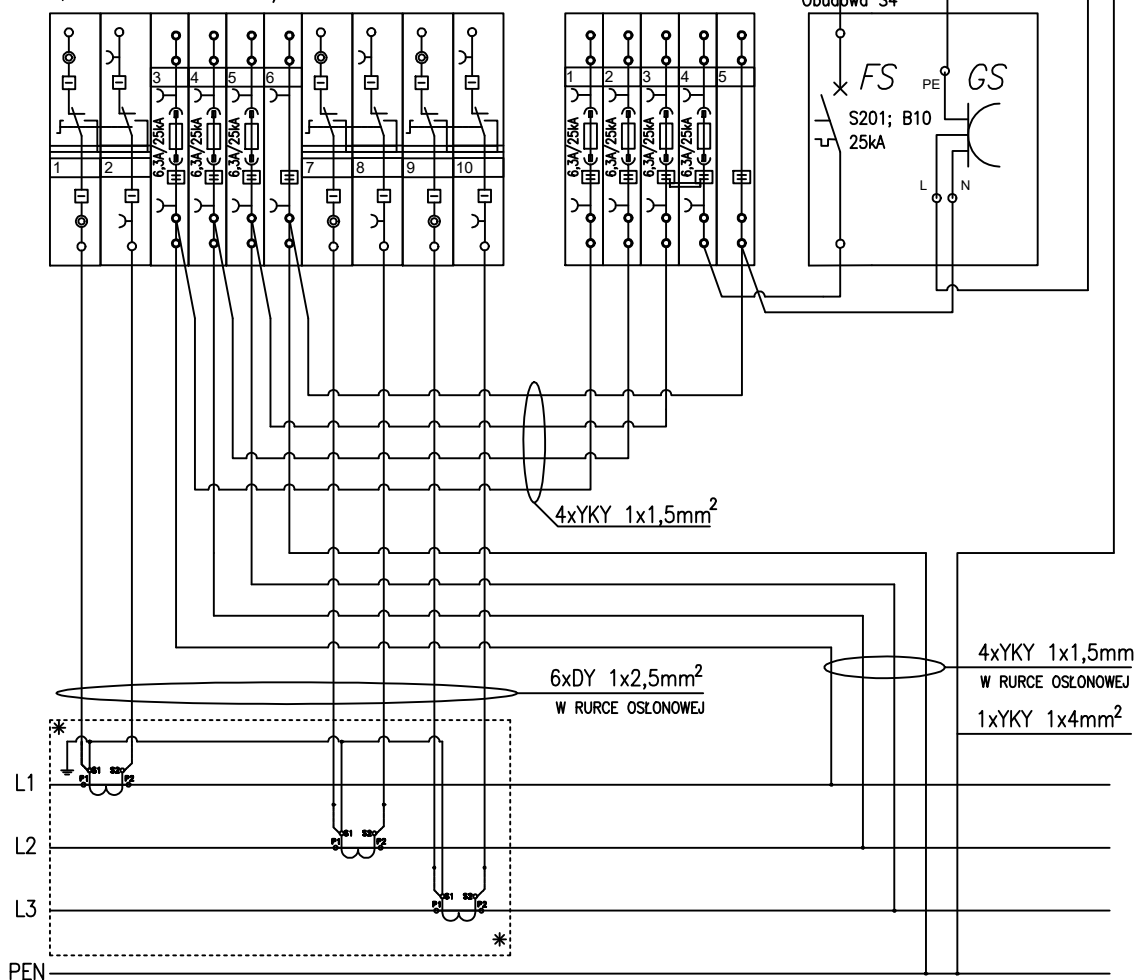 Obudowa S4
3 4 5 6
1 2 3 4 5
6,3A/25kA
6,3A/25kA
6,3A/25kA
6,3A/25kA
6,3A/25kA
6,3A/25kA
6,3A/25kA
1 2 7 8 9 10
FS
S201; B10
25kA
PE
GS
L N
4xYKY 1x1,5mm²
4xYKY 1x1,5mm
W RURCE OSŁONOWEJ
1xYKY 1x4mm²
6xDY 1x2,5mm²
W RURCE OSŁONOWEJ
*
S1 S2
L1 P1 P2
S1 S2
L2 P1 P2
S1 S2
L3 P1 P2
*
PEN